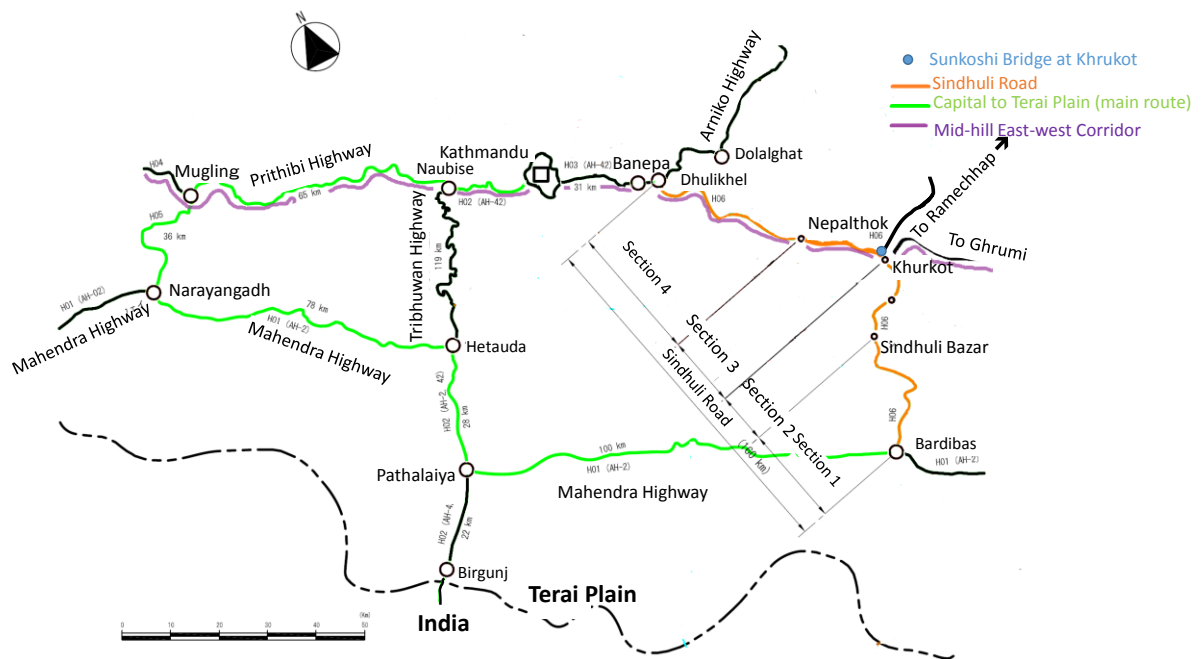 N
Sunkoshi Bridge at Khrukot
Sindhuli Road
Capital to Terai Plain (main route)
Mid-hill East-west Corridor
Arniko Highway
H04
Mugling
Prithibi Highway
65 km
Naubise
H02 (AH-42)
Kathmandu
H03 (AH-42)
31 km
Banepa
Dolalghat
Dhulikhel
H06
Nepalthok
H06
To Ramechhap
To Ghrumi
Khurkot
H05
36 km
Tribhuwan Highway
119 km
Section 4
Section 3
Section 2
Section 1
Sindhuli Road
(160 km)
H06
Sindhuli Bazar
H06
H01 (AH-02)
Mahendra Highway
Narayangadh
78 km
H01 (AH-2)
Mahendra Highway
Hetauda
H02 (AH-2, 42)
28 km
Pathalaiya
100 km
H01 (AH-2)
Mahendra Highway
Bardibas
H01 (AH-2)
H02 (AH-4,
22 km
Birgunj
Terai Plain
India
(Km)
0 10 20 30 40 50